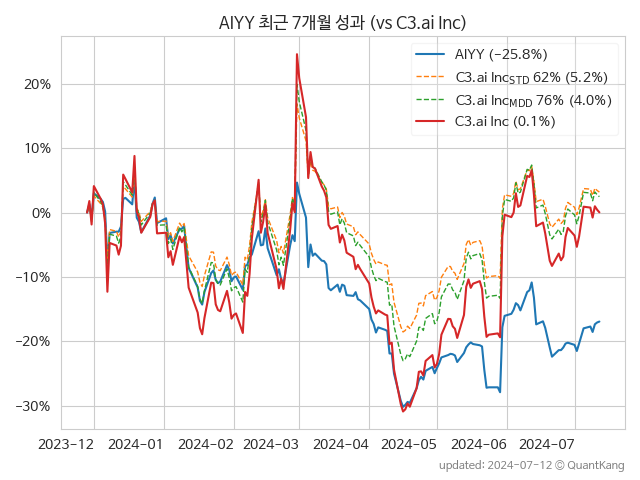 AIYY 최근 7개월 성과 (vs C3.ai Inc)
AIYY (−25.8%)
C3.ai IncSTD 62% (5.2%)
C3.ai IncMDD 76% (4.0%)
C3.ai Inc (0.1%)
20%
10%
0%
−10%
−20%
−30%
2023-12 2024-01 2024-02 2024-03 2024-04 2024-05 2024-06 2024-07
updated: 2024-07-12 © QuantKang